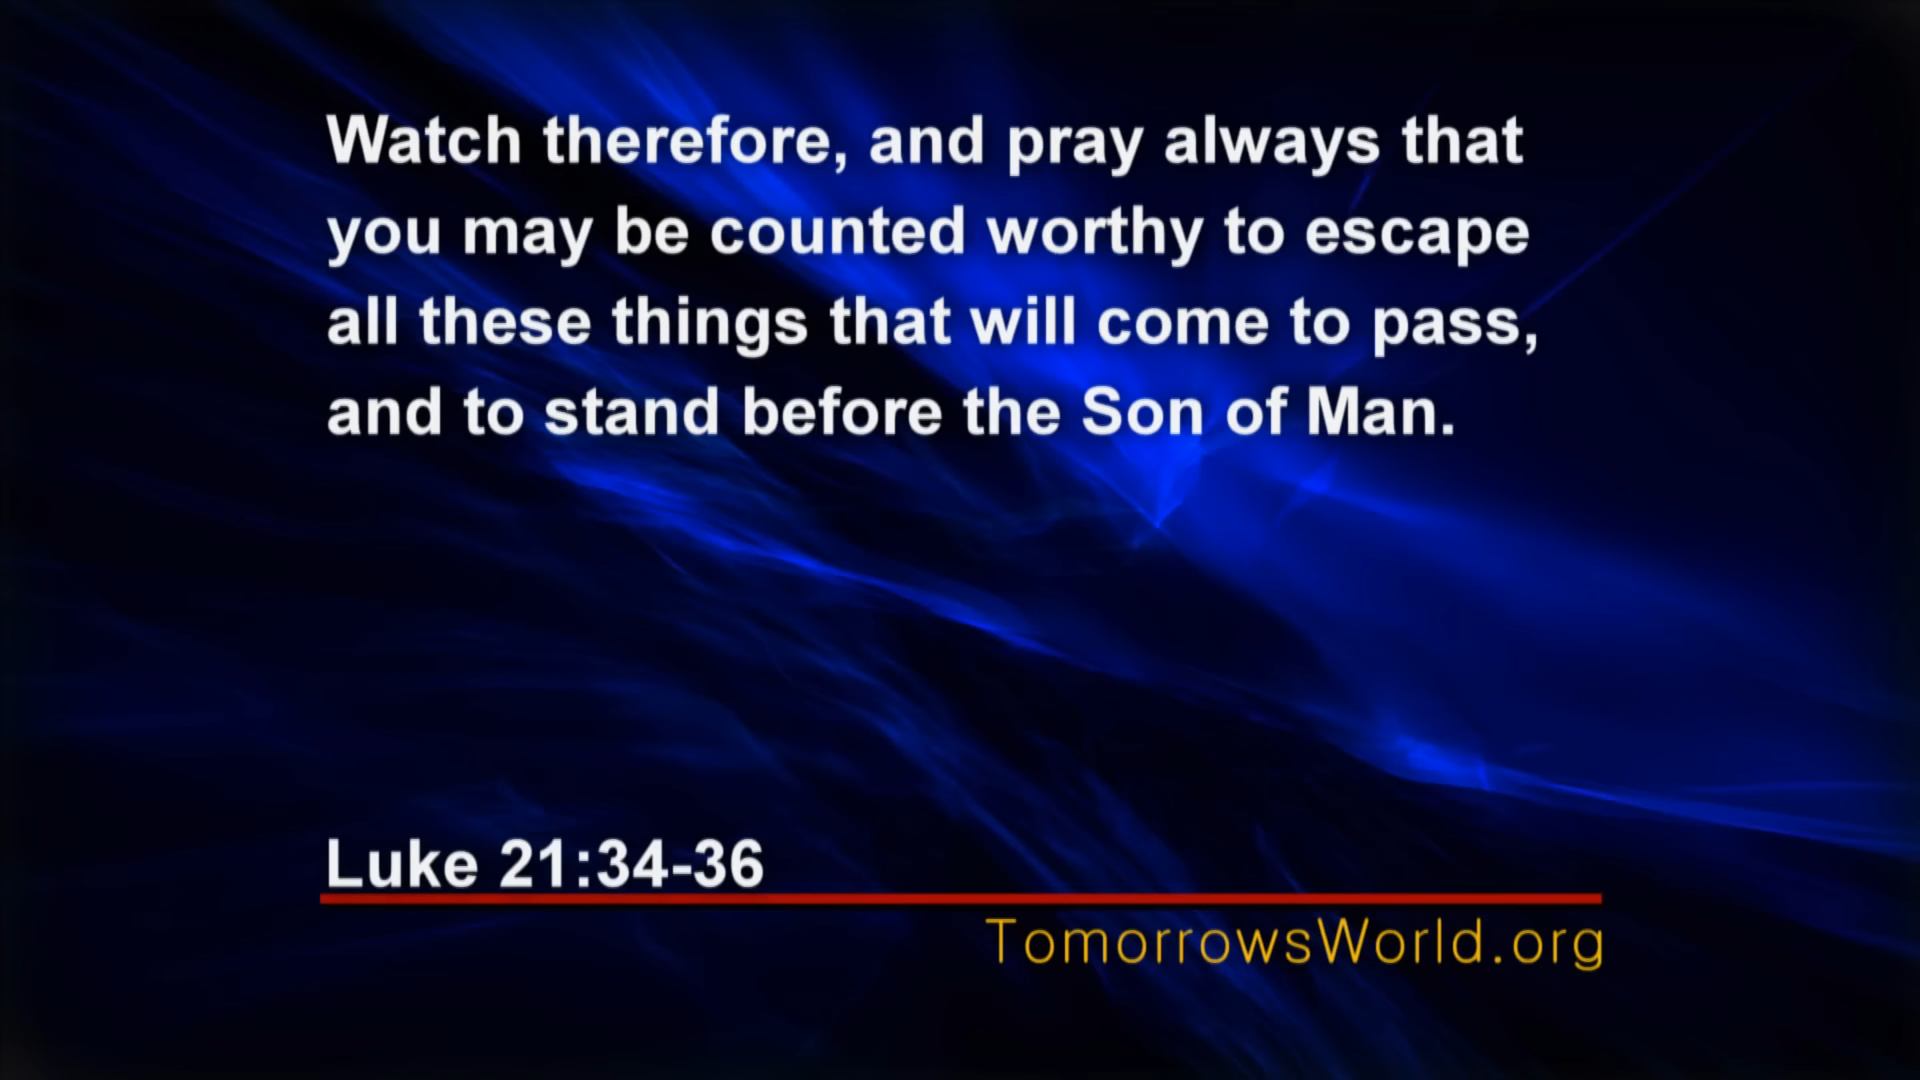 Watch therefore, and pray always that
you may be counted worthy to escape
all these things that will come to pass,
and to stand before the Son of Man.
Luke 21:34-36
TomorrowsWorld.org